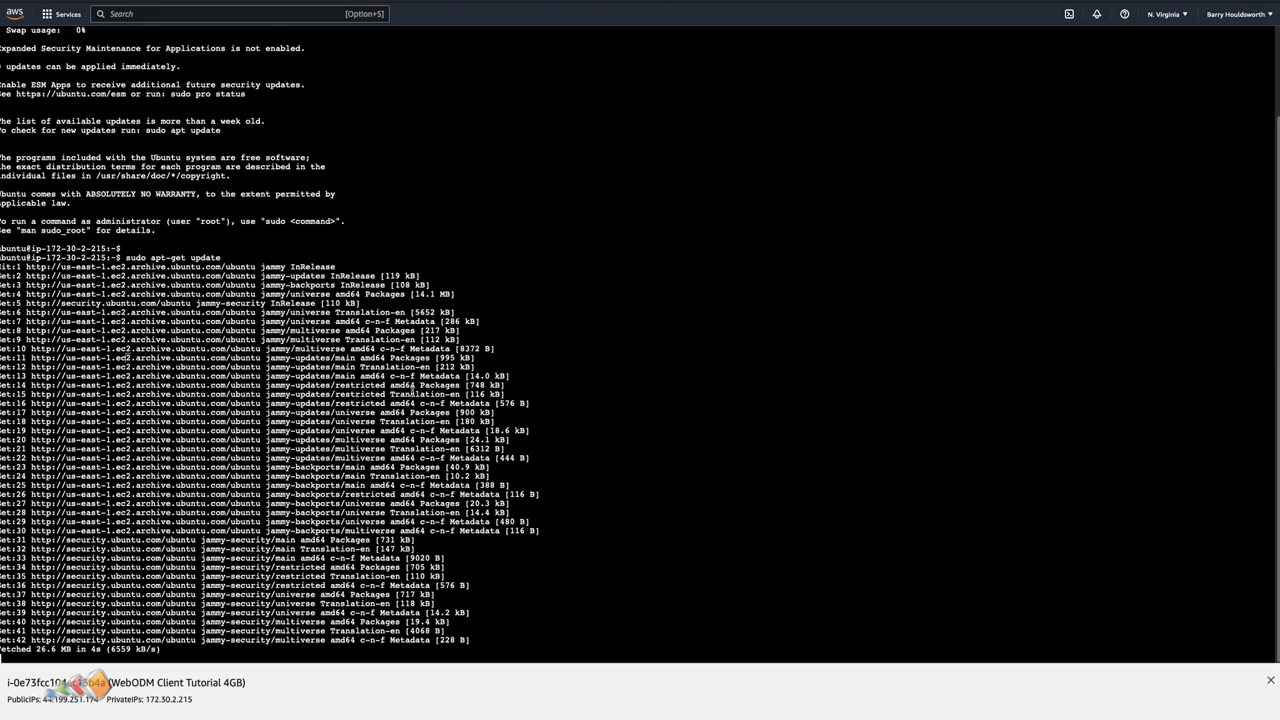 aws
Services
Search
[Option+S]
N. Virginia
Barry Houldsworth
Swap usage: 0%
Expanded Security Maintenance for Applications is not enabled.
updates can be applied immediately.
Enable ESM Apps to receive additional future security updates.
See https://ubuntu.com/esm or run: sudo pro status
The list of available updates is more than a week old.
To check for new updates run: sudo apt update
The programs included with the Ubuntu system are free software;
the exact distribution terms for each program are described in the
individual files in /usr/share/doc/*/copyright.
Ubuntu comes with ABSOLUTELY NO WARRANTY, to the extent permitted by
applicable law.
To run a command as administrator (user "root"), use "sudo <command>".
See "man sudo_root" for details.
ubuntu@ip-172-30-2-215:~$
ubuntu@ip-172-30-2-215:~$ sudo apt-get update
Hit:1 http://us-east-1.ec2.archive.ubuntu.com/ubuntu jammy InRelease
Get:2 http://us-east-1.ec2.archive.ubuntu.com/ubuntu jammy-updates InRelease [119 kB]
Get:3 http://us-east-1.ec2.archive.ubuntu.com/ubuntu jammy-backports InRelease [108 kB]
Get:4 http://us-east-1.ec2.archive.ubuntu.com/ubuntu jammy/universe amd64 Packages [14.1 MB]
Get:5 http://security.ubuntu.com/ubuntu jammy-security InRelease [110 kB]
Get:6 http://us-east-1.ec2.archive.ubuntu.com/ubuntu jammy/universe Translation-en [5652 kB]
Get:7 http://us-east-1.ec2.archive.ubuntu.com/ubuntu jammy/universe amd64 c-n-f Metadata [286 kB]
Get:8 http://us-east-1.ec2.archive.ubuntu.com/ubuntu jammy/multiverse amd64 Packages [217 kB]
Get:9 http://us-east-1.ec2.archive.ubuntu.com/ubuntu jammy/multiverse Translation-en [112 kB]
Get:10 http://us-east-1.ec2.archive.ubuntu.com/ubuntu jammy/multiverse amd64 c-n-f Metadata [8372 B]
Get:11 http://us-east-1.ec2.archive.ubuntu.com/ubuntu jammy-updates/main amd64 Packages [995 kB]
Get:12 http://us-east-1.ec2.archive.ubuntu.com/ubuntu jammy-updates/main Translation-en [212 kB]
Get:13 http://us-east-1.ec2.archive.ubuntu.com/ubuntu jammy-updates/main amd64 c-n-f Metadata [14.0 kB]
Get:14 http://us-east-1.ec2.archive.ubuntu.com/ubuntu jammy-updates/restricted amd64 Packages [748 kB]
Get:15 http://us-east-1.ec2.archive.ubuntu.com/ubuntu jammy-updates/restricted Translation-en [116 kB]
Get:16 http://us-east-1.ec2.archive.ubuntu.com/ubuntu jammy-updates/restricted amd64 c-n-f Metadata [576 B]
Get:17 http://us-east-1.ec2.archive.ubuntu.com/ubuntu jammy-updates/universe amd64 Packages [900 kB]
Get:18 http://us-east-1.ec2.archive.ubuntu.com/ubuntu jammy-updates/universe Translation-en [180 kB]
Get:19 http://us-east-1.ec2.archive.ubuntu.com/ubuntu jammy-updates/universe amd64 c-n-f Metadata [18.6 kB]
Get:20 http://us-east-1.ec2.archive.ubuntu.com/ubuntu jammy-updates/multiverse amd64 Packages [24.1 kB]
Get:21 http://us-east-1.ec2.archive.ubuntu.com/ubuntu jammy-updates/multiverse Translation-en [6312 B]
Get:22 http://us-east-1.ec2.archive.ubuntu.com/ubuntu jammy-updates/multiverse amd64 c-n-f Metadata [444 B]
Get:23 http://us-east-1.ec2.archive.ubuntu.com/ubuntu jammy-backports/main amd64 Packages [40.9 kB]
Get:24 http://us-east-1.ec2.archive.ubuntu.com/ubuntu jammy-backports/main Translation-en [10.2 kB]
Get:25 http://us-east-1.ec2.archive.ubuntu.com/ubuntu jammy-backports/main amd64 c-n-f Metadata [388 B]
Get:26 http://us-east-1.ec2.archive.ubuntu.com/ubuntu jammy-backports/restricted amd64 c-n-f Metadata [116 B]
Get:27 http://us-east-1.ec2.archive.ubuntu.com/ubuntu jammy-backports/universe amd64 Packages [20.3 kB]
Get:28 http://us-east-1.ec2.archive.ubuntu.com/ubuntu jammy-backports/universe Translation-en [14.4 kB]
Get:29 http://us-east-1.ec2.archive.ubuntu.com/ubuntu jammy-backports/universe amd64 c-n-f Metadata [480 B]
Get:30 http://us-east-1.ec2.archive.ubuntu.com/ubuntu jammy-backports/multiverse amd64 c-n-f Metadata [116 B]
Get:31 http://security.ubuntu.com/ubuntu jammy-security/main amd64 Packages [731 kB]
Get:32 http://security.ubuntu.com/ubuntu jammy-security/main Translation-en [147 kB]
Get:33 http://security.ubuntu.com/ubuntu jammy-security/main amd64 c-n-f Metadata [9020 B]
Get:34 http://security.ubuntu.com/ubuntu jammy-security/restricted amd64 Packages [705 kB]
Get:35 http://security.ubuntu.com/ubuntu jammy-security/restricted Translation-en [110 kB]
Get:36 http://security.ubuntu.com/ubuntu jammy-security/restricted amd64 c-n-f Metadata [576 B]
Get:37 http://security.ubuntu.com/ubuntu jammy-security/universe amd64 Packages [717 kB]
Get:38 http://security.ubuntu.com/ubuntu jammy-security/universe Translation-en [118 kB]
Get:39 http://security.ubuntu.com/ubuntu jammy-security/universe amd64 c-n-f Metadata [14.2 kB]
Get:40 http://security.ubuntu.com/ubuntu jammy-security/multiverse amd64 Packages [19.4 kB]
Get:41 http://security.ubuntu.com/ubuntu jammy-security/multiverse Translation-en [4068 B]
Get:42 http://security.ubuntu.com/ubuntu jammy-security/multiverse amd64 c-n-f Metadata [228 B]
Fetched 26.6 MB in 4s (6559 kB/s)
(WebODM Client Tutorial 4GB)
PublicIPs: PrivateIPs: 172.30.2.215